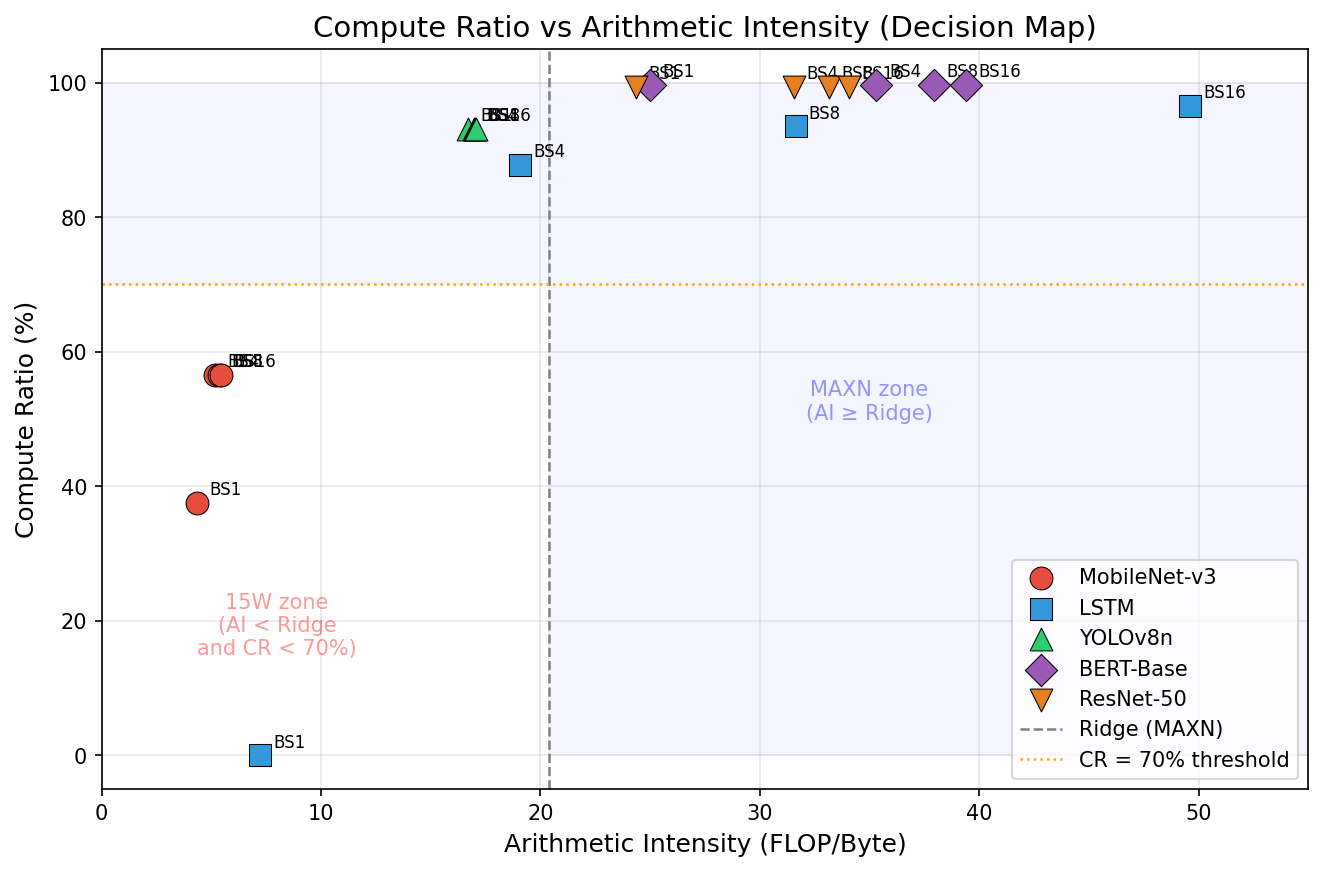 Compute Ratio vs Arithmetic Intensity (Decision Map)
Compute Ratio (%)
100
80
60
40
20
0
BS1
BS4
BS16
BS4
BS8
BS16
BS16
BS8
BS4
BS1
BS1
MAXN zone
(AI ≥ Ridge)
15W zone
(AI < Ridge
and CR < 70%)
MobileNet-v3
LSTM
YOLOv8n
BERT-Base
ResNet-50
Ridge (MAXN)
CR = 70% threshold
0
10
20
30
40
50
Arithmetic Intensity (FLOP/Byte)